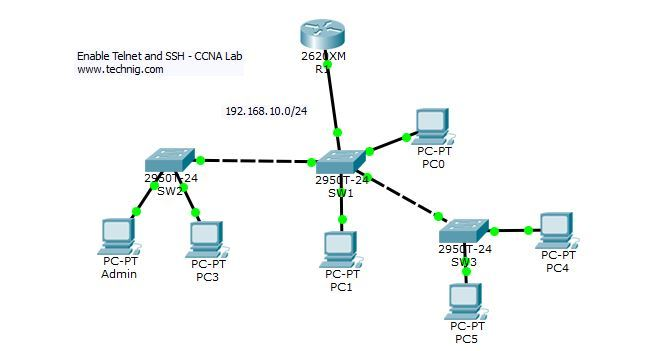 Enable Telnet and SSH - CCNA Lab
www.technig.com
2620XM
R1
192.168.10.0/24
PC-PT
PC0
2950T-24
SW2
2950T-24
SW1
2950T-24
SW3
PC-PT
Admin
PC-PT
PC3
PC-PT
PC1
PC-PT
PC4
PC-PT
PC5